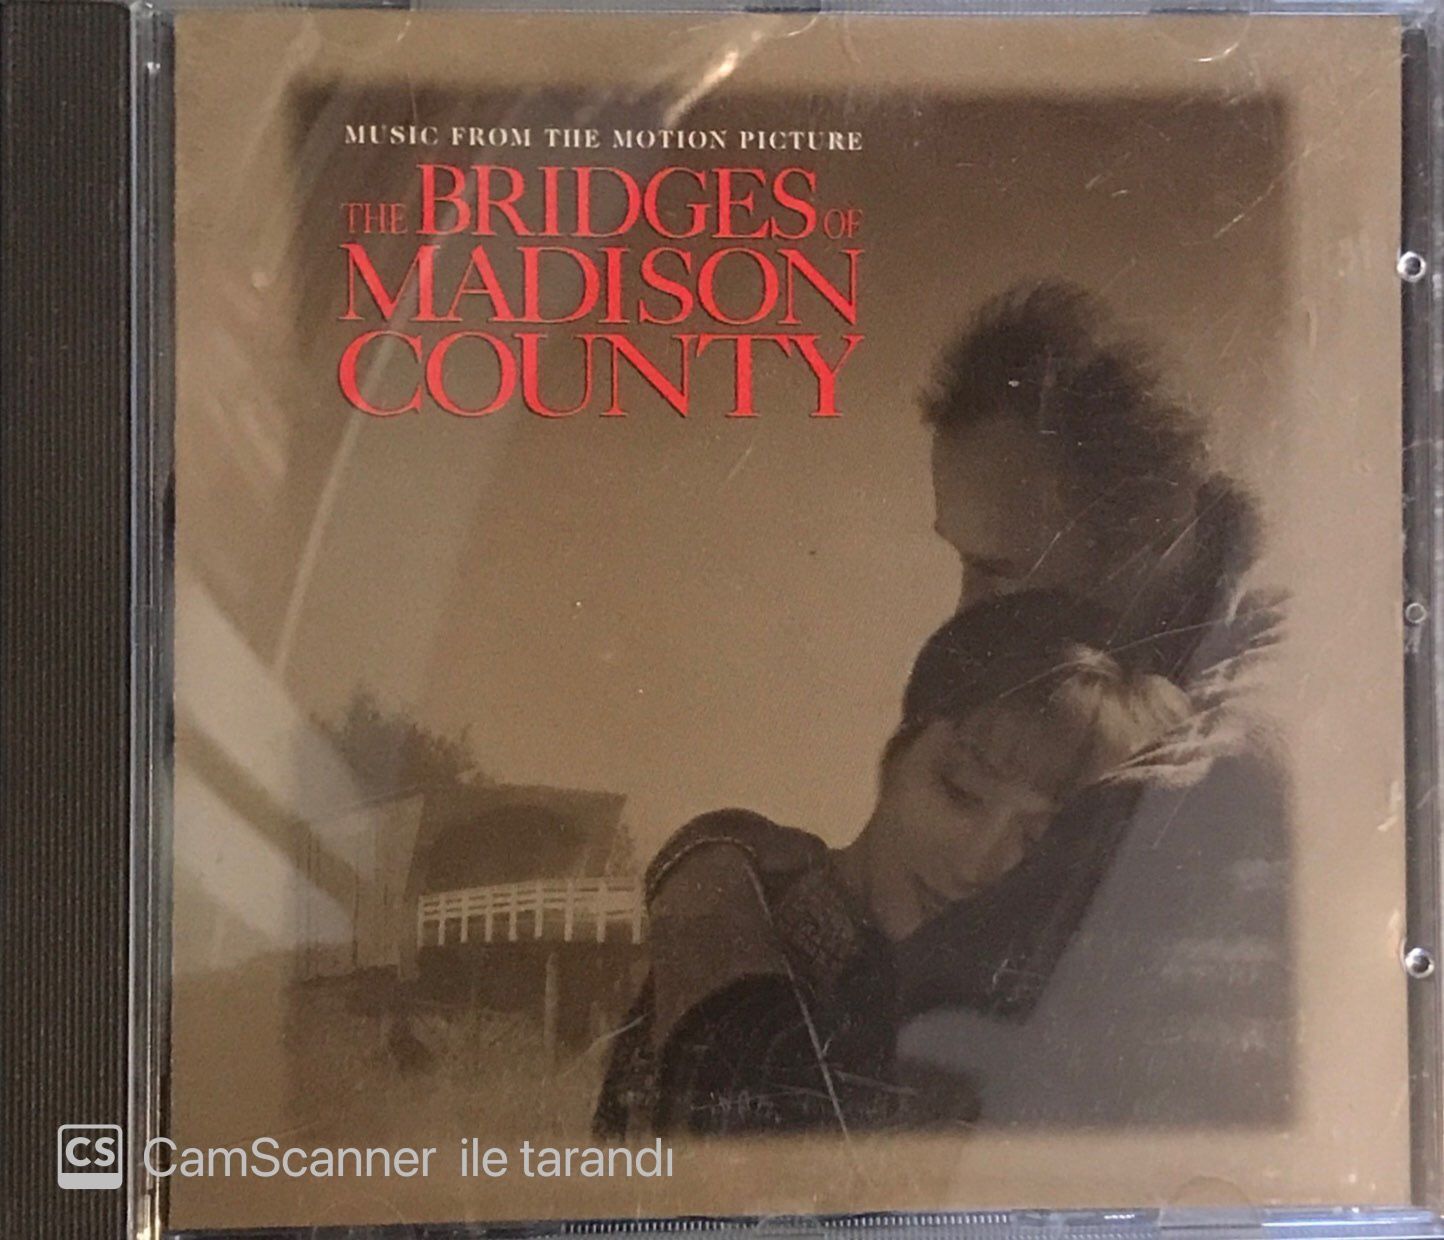 MUSIC FROM THE MOTION PICTURE
THE BRIDGES OF
MADISON
COUNTY
CS CamScanner ile tarandı